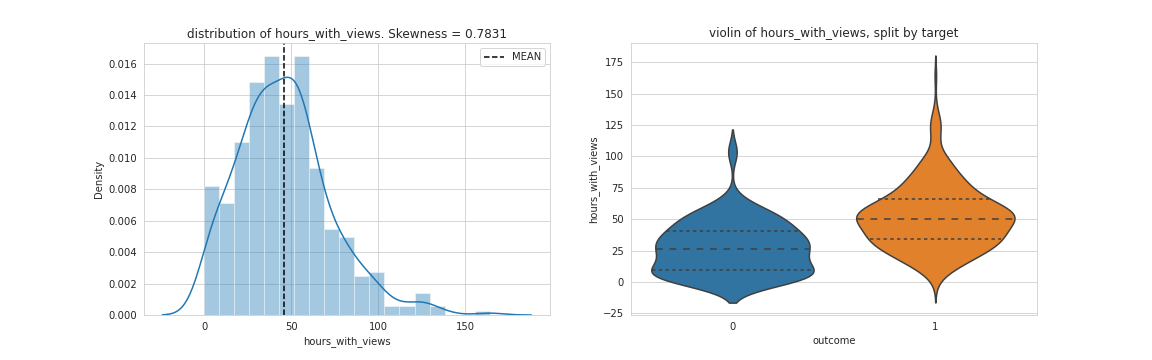 distribution of hours_with_views. Skewness = 0.7831
MEAN
0.016
0.014
0.012
0.010
0.008
0.006
0.004
0.002
0.000
Density
0 50 100 150
hours_with_views
violin of hours_with_views, split by target
175
150
125
100
75
50
25
0
−25
hours_with_views
0 1
outcome